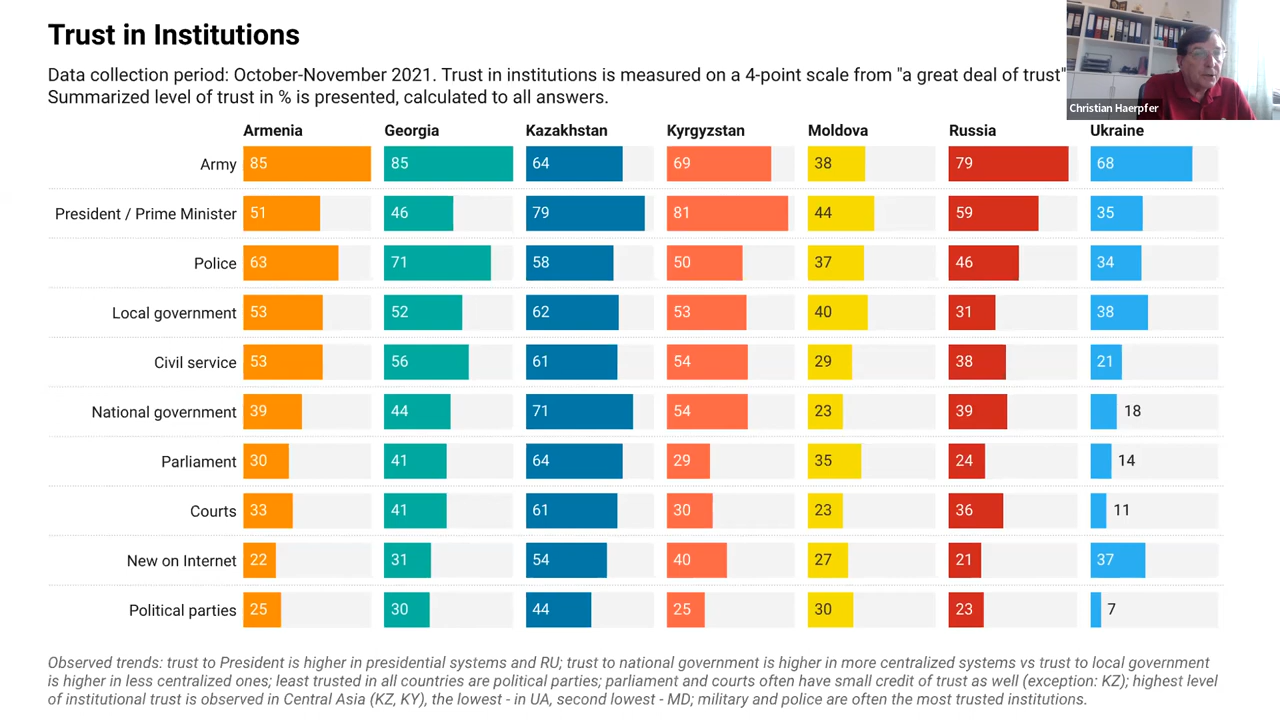 Trust in Institutions
Data collection period: October-November 2021. Trust in institutions is measured on a 4-point scale from "a great deal of trust"
Summarized level of trust in % is presented, calculated to all answers.
Christian Haerpfer
Armenia Georgia Kazakhstan Kyrgyzstan Moldova Russia Ukraine
Army 85 85 64 69 38 79 68
President / Prime Minister 51 46 79 81 44 59 35
Police 63 71 58 50 37 46 34
Local government 53 52 62 53 40 31 38
Civil service 53 56 61 54 29 38 21
National government 39 44 71 54 23 39 18
Parliament 30 41 64 29 35 24 14
Courts 33 41 61 30 23 36 11
New on Internet 22 31 54 40 27 21 37
Political parties 25 30 44 25 30 23 7
Observed trends: trust to President is higher in presidential systems and RU; trust to national government is higher in more centralized systems vs trust to local government
is higher in less centralized ones; least trusted in all countries are political parties; parliament and courts often have small credit of trust as well (exception: KZ); highest level
of institutional trust is observed in Central Asia (KZ, KY), the lowest - in UA, second lowest - MD; military and police are often the most trusted institutions.